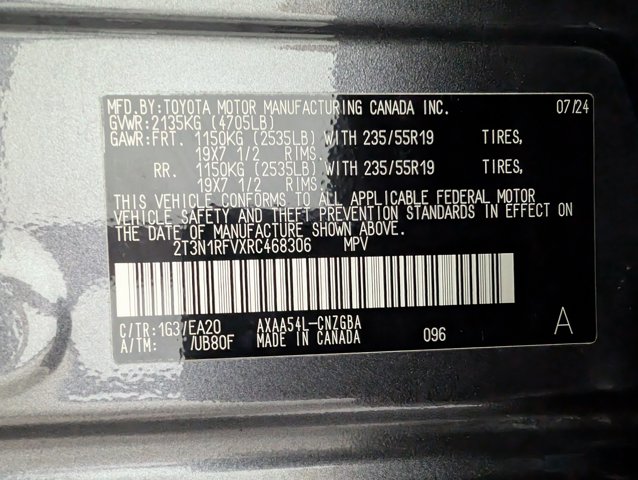 MFD.BY:TOYOTA MOTOR MANUFACTURING CANADA INC. 07/24
GVWR:2135KG (4705LB)
GAWR:FRT. 1150KG (2535LB) WITH 235/55R19 TIRES,
19X7 1/2 RIMS.
RR. 1150KG (2535LB) WITH 235/55R19 TIRES,
19X7 1/2 RIMS.
THIS VEHICLE CONFORMS TO ALL APPLICABLE FEDERAL MOTOR
VEHICLE SAFETY AND THEFT PREVENTION STANDARDS IN EFFECT ON
THE DATE OF MANUFACTURE SHOWN ABOVE.
2T3N1RFVXRC468306 MPV
C/TR:1G3/EA20 AXAA54L-CNZGBA
A/TM: /UB80F MADE IN CANADA 096 A